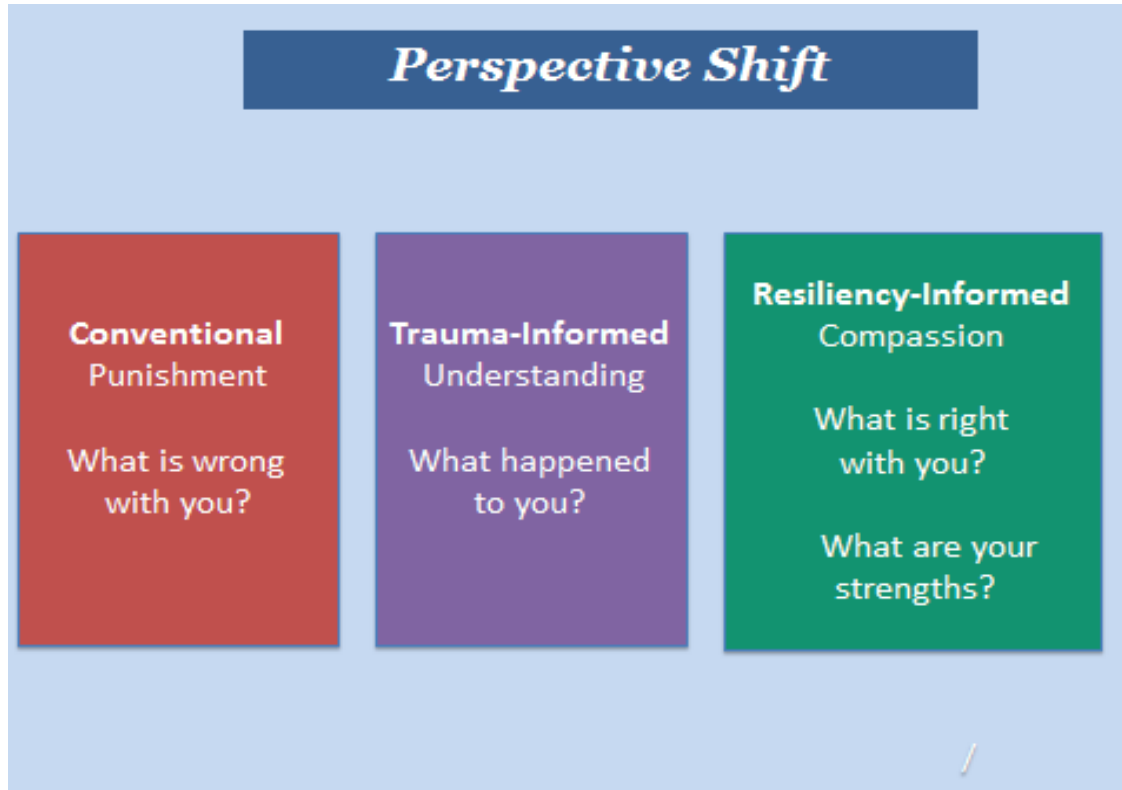 Perspective Shift
Conventional
Punishment
What is wrong
with you?
Trauma-Informed
Understanding
What happened
to you?
Resiliency-Informed
Compassion
What is right
with you?
What are your
strengths?
/